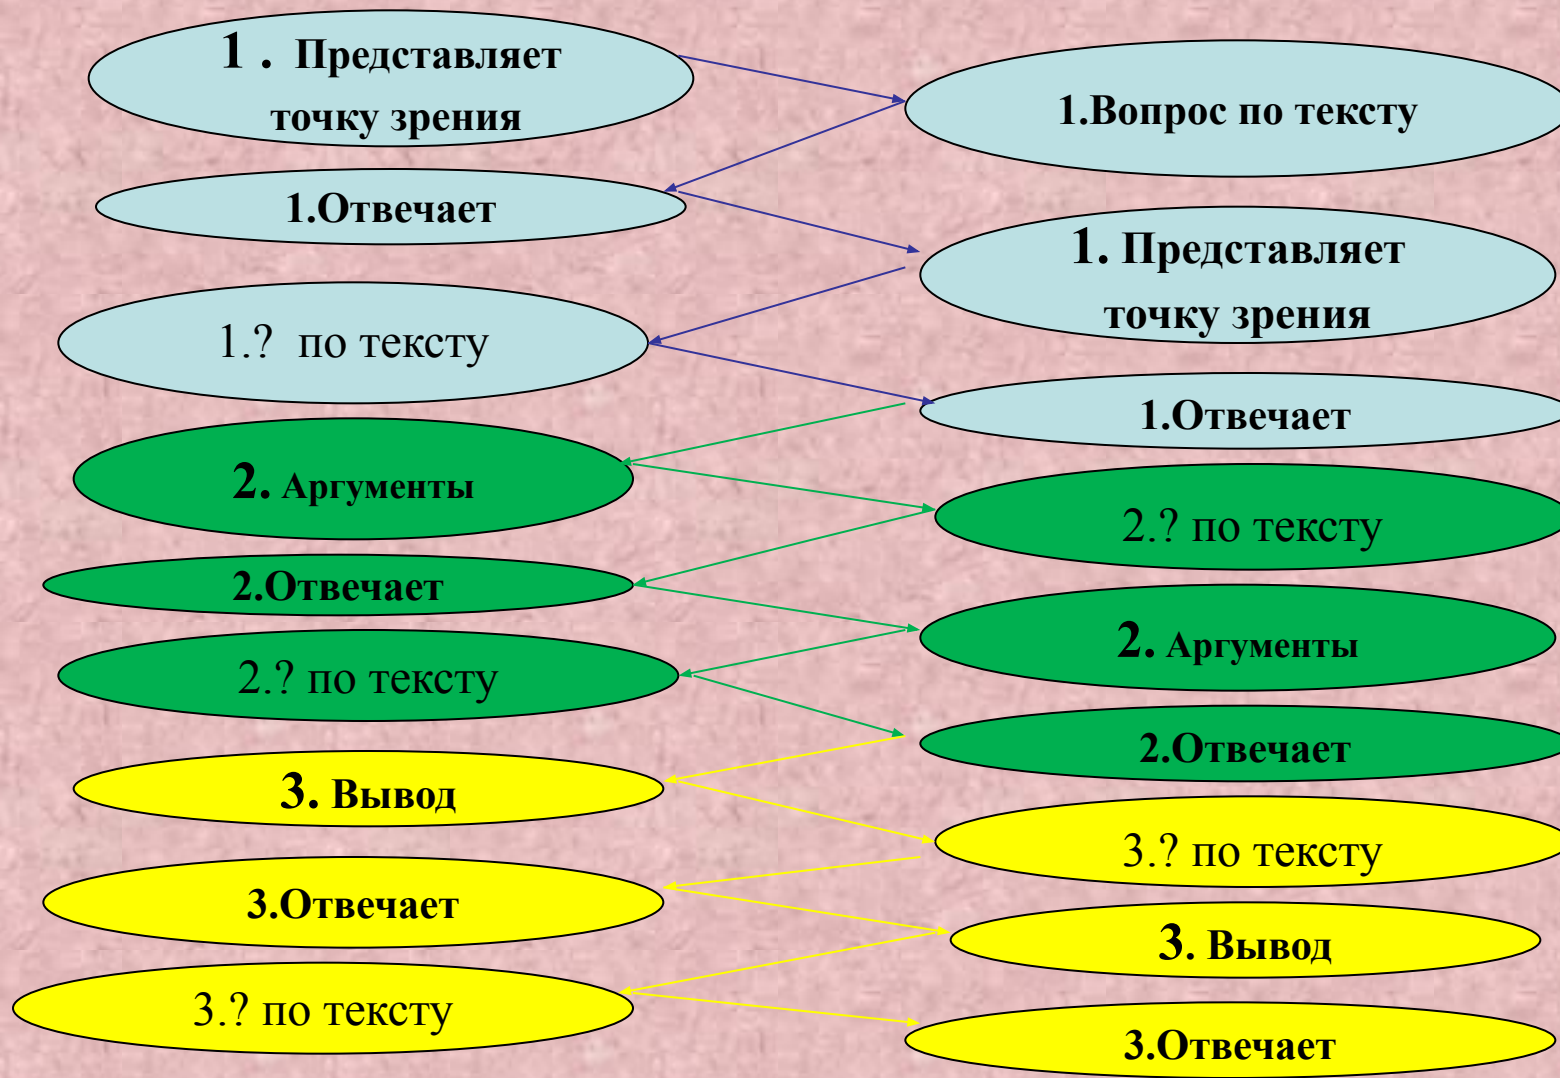 1 . Представляет
точку зрения
1.Вопрос по тексту
1.Отвечает
1. Представляет
точку зрения
1.? по тексту
1.Отвечает
2. Аргументы
2.? по тексту
2.Отвечает
2. Аргументы
2.? по тексту
2.Отвечает
3. Вывод
3.? по тексту
3.Отвечает
3. Вывод
3.? по тексту
3.Отвечает